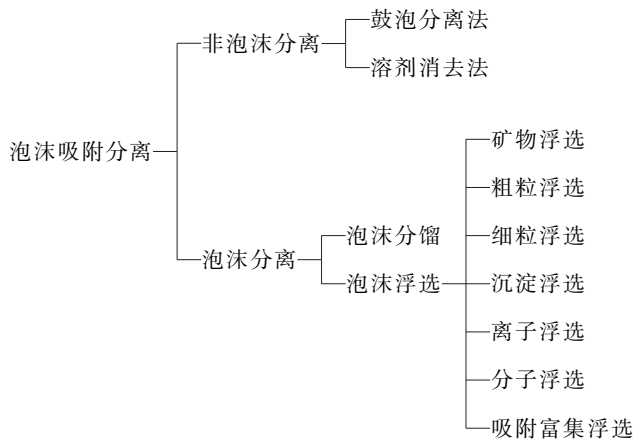 泡沫吸附分离
非泡沫分离
鼓泡分离法
溶剂消去法
泡沫分离
泡沫分馏
泡沫浮选
矿物浮选
粗粒浮选
细粒浮选
沉淀浮选
离子浮选
分子浮选
吸附富集浮选